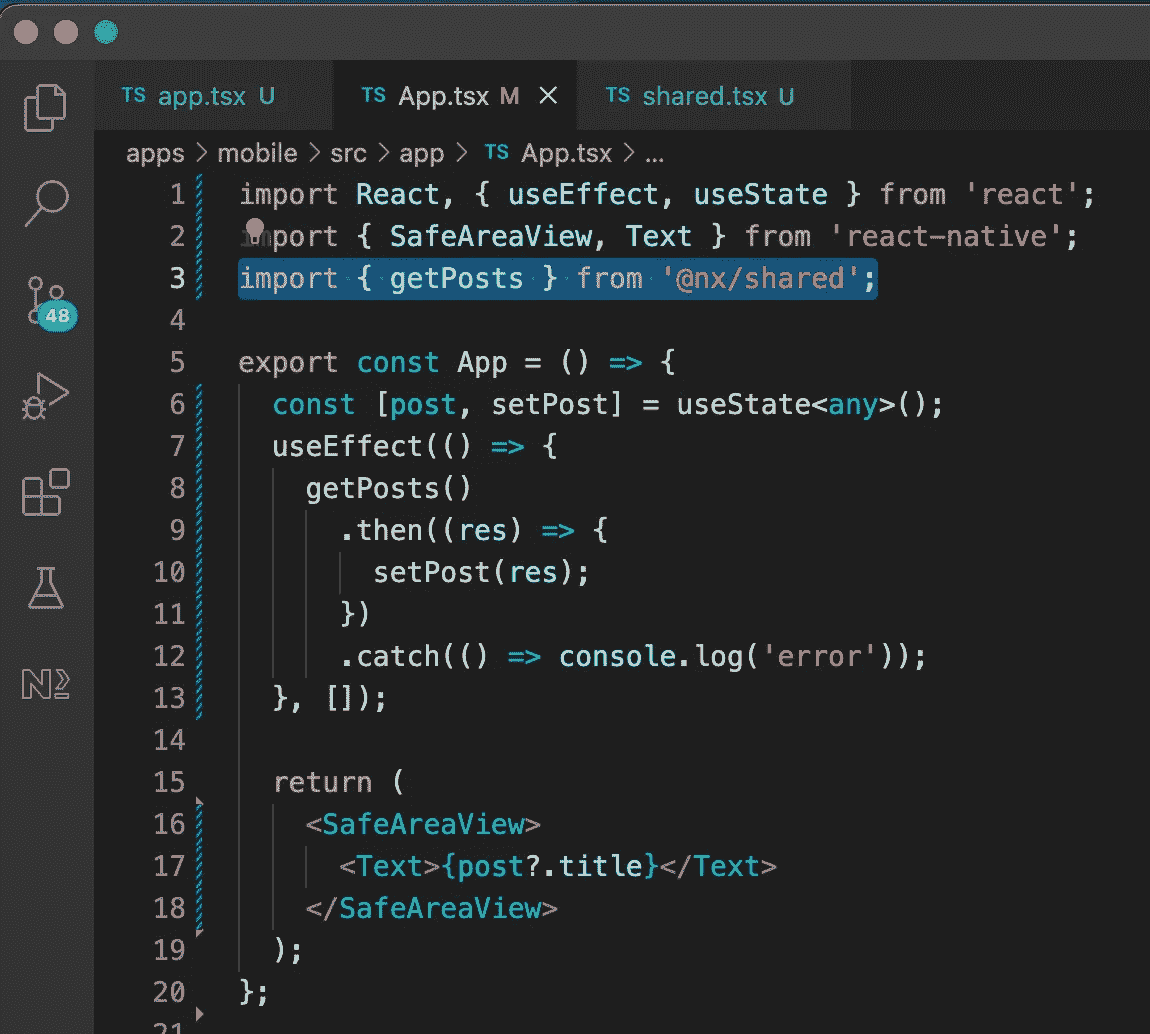 TS app.tsx U TS App.tsx M × TS shared.tsx U
apps > mobile > src > app > TS App.tsx > ...
1 import React, { useEffect, useState } from 'react';
2 import { SafeAreaView, Text } from 'react-native';
3 import { getPosts } from '@nx/shared';
4
5 export const App = () => {
6 const [post, setPost] = useState<any>();
7 useEffect(() => {
8 getPosts()
9 .then((res) => {
10 setPost(res);
11 })
12 .catch(() => console.log('error'));
13 }, []);
14
15 return (
16 <SafeAreaView>
17 <Text>{post?.title}</Text>
18 </SafeAreaView>
19 );
20 };
21
48